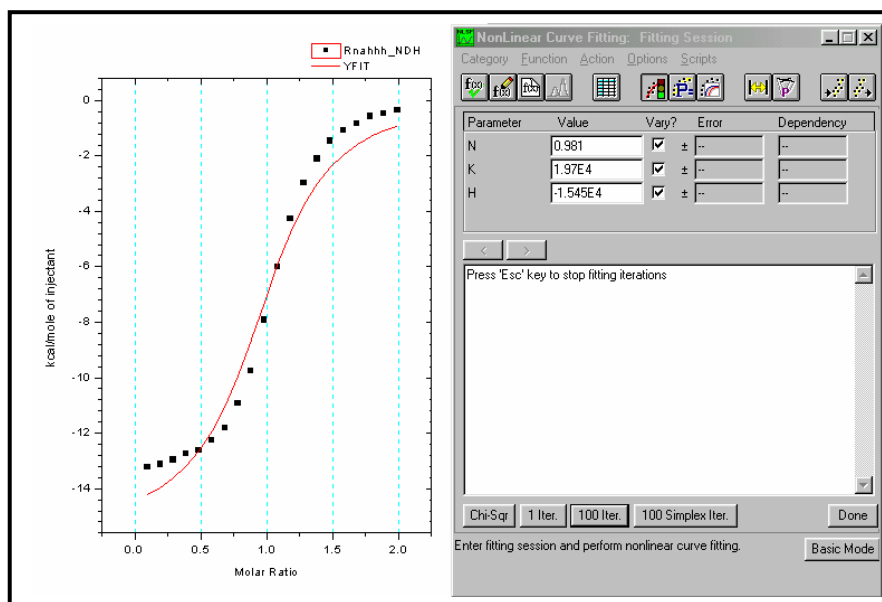 Rnahhh_NDH
YFIT
0
-2
-4
-6
-8
-10
-12
-14
kcal/mole of injectant
0.0 0.5 1.0 1.5 2.0
Molar Ratio
NonLinear Curve Fitting: Fitting Session
Category Function Action Options Scripts
Parameter Value Vary? Error Dependency
N 0.981 ± -- --
K 1.97E4 ± -- --
H -1.545E4 ± -- --
< >
Press 'Esc' key to stop fitting iterations
Chi-Sqr 1 Iter. 100 Iter. 100 Simplex Iter. Done
Enter fitting session and perform nonlinear curve fitting. Basic Mode